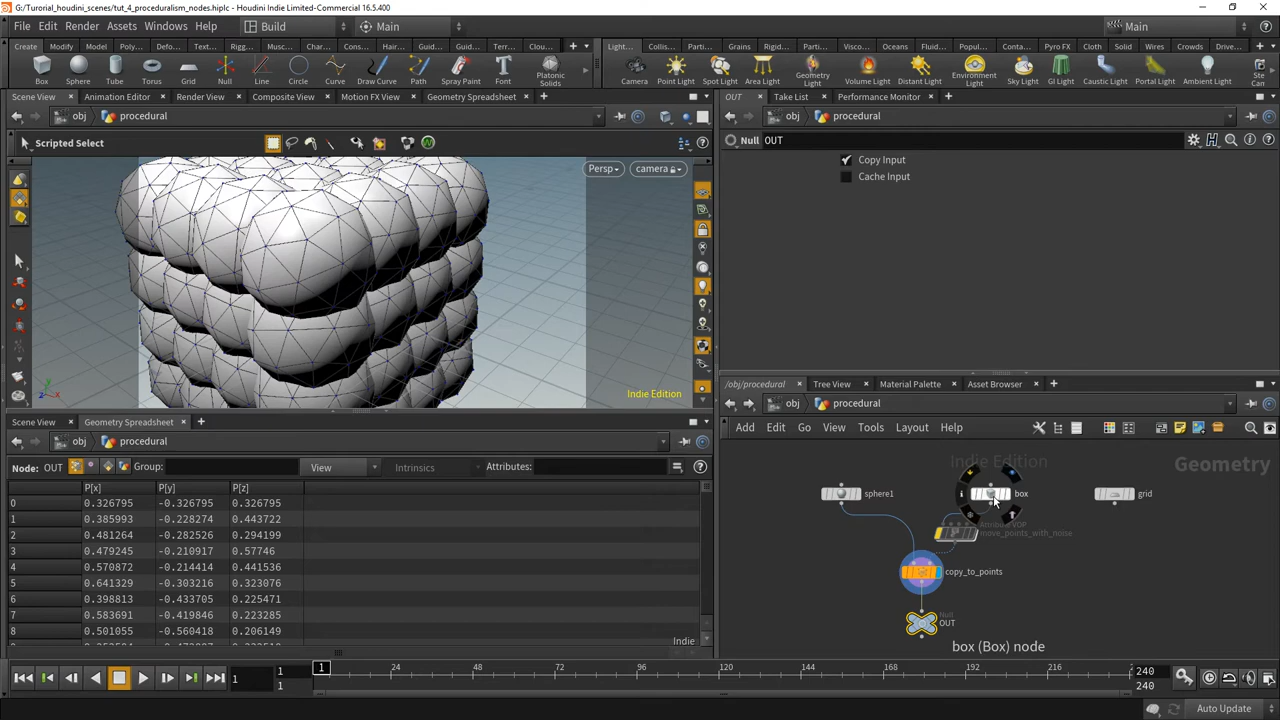 G:/Turorial_houdini_scenes/tut_4_proceduralism_nodes.hiplc - Houdini Indie Limited-Commercial 16.5.400
File Edit Render Assets Windows Help Build Main Main
Create Modify Model Poly... Defo... Text... Rigg... Musc... Char... Cons... Hair... Guid... Guid... Terr... Clou... Light... Collis... Parti... Grains Rigid... Parti... Visco... Oceans Fluid... Popul... Conta... Pyro FX Cloth Solid Wires Crowds Drive...
Box Sphere Tube Torus Grid Null Line Circle Curve Draw Curve Path Spray Paint Font Platonic Solids Camera Point Light Spot Light Area Light Geometry Light Volume Light Distant Light Environment Light Sky Light GI Light Caustic Light Portal Light Ambient Light Ste Can
Scene View Animation Editor Render View Composite View Motion FX View Geometry Spreadsheet OUT Take List Performance Monitor
obj procedural obj procedural
Scripted Select Null OUT
Persp camera
Copy Input
Cache Input
Indie Edition
/obj/procedural Tree View Material Palette Asset Browser
obj procedural
Scene View Geometry Spreadsheet
Add Edit Go View Tools Layout Help
obj procedural
Node: OUT Group: View Intrinsics Attributes:
P[x] P[y] P[z]
0 0.326795 -0.326795 0.326795
1 0.385993 -0.228274 0.443722
2 0.481264 -0.282526 0.294199
3 0.479245 -0.210917 0.57746
4 0.570872 -0.214414 0.441536
5 0.641329 -0.303216 0.323076
6 0.398813 -0.433705 0.225471
7 0.583691 -0.419846 0.223285
8 0.501055 -0.560418 0.206149
Indie
Indie Edition
Geometry
sphere1 box grid
Attribute VOP
move_points_with_noise
copy_to_points
Null
OUT
box (Box) node
1 1 1 1 24 48 72 96 120 144 168 192 216 2 240 240
Auto Update